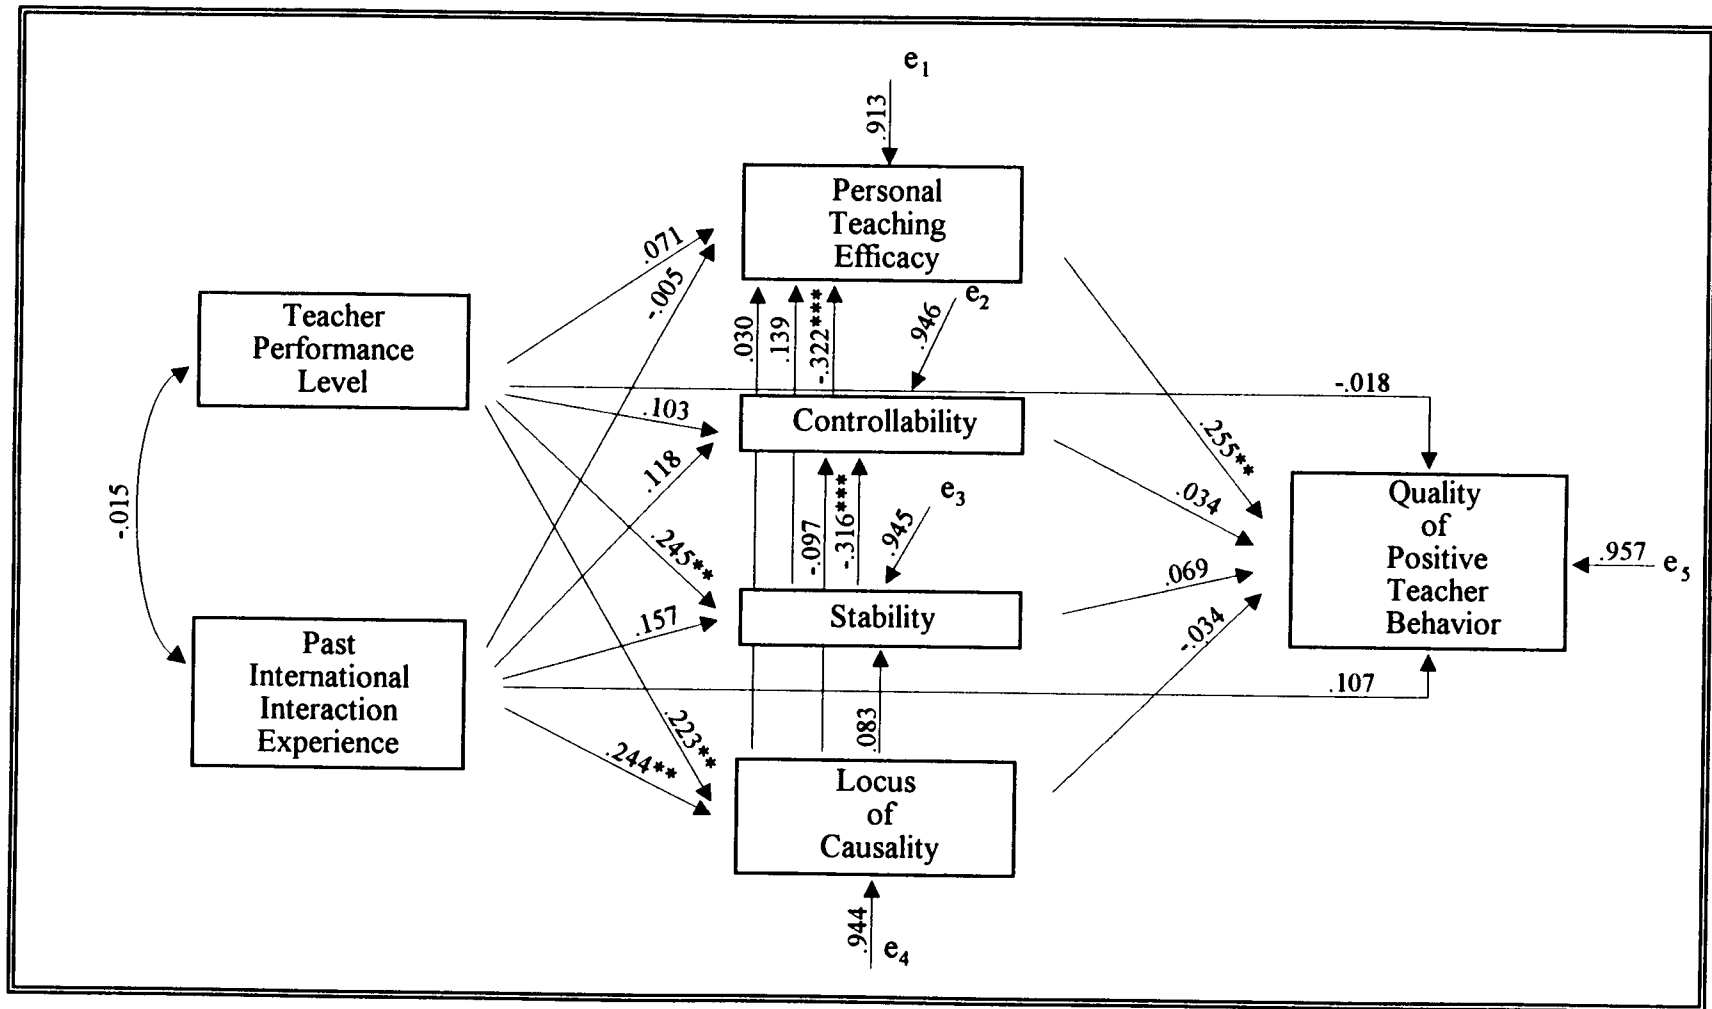 e1
.913
Personal
Teaching
Efficacy
.071
-.005
e2
.946
.030
.139
-.322***
Teacher
Performance
Level
-.018
.103
Controllability
.255**
.118
.034
-.015
e3
.945
-.097
-.316***
.245**
Quality
of
Positive
Teacher
Behavior
.957
e5
.069
Stability
.157
-.034
Past
International
Interaction
Experience
.107
.083
.223**
.244**
Locus
of
Causality
.944
e4